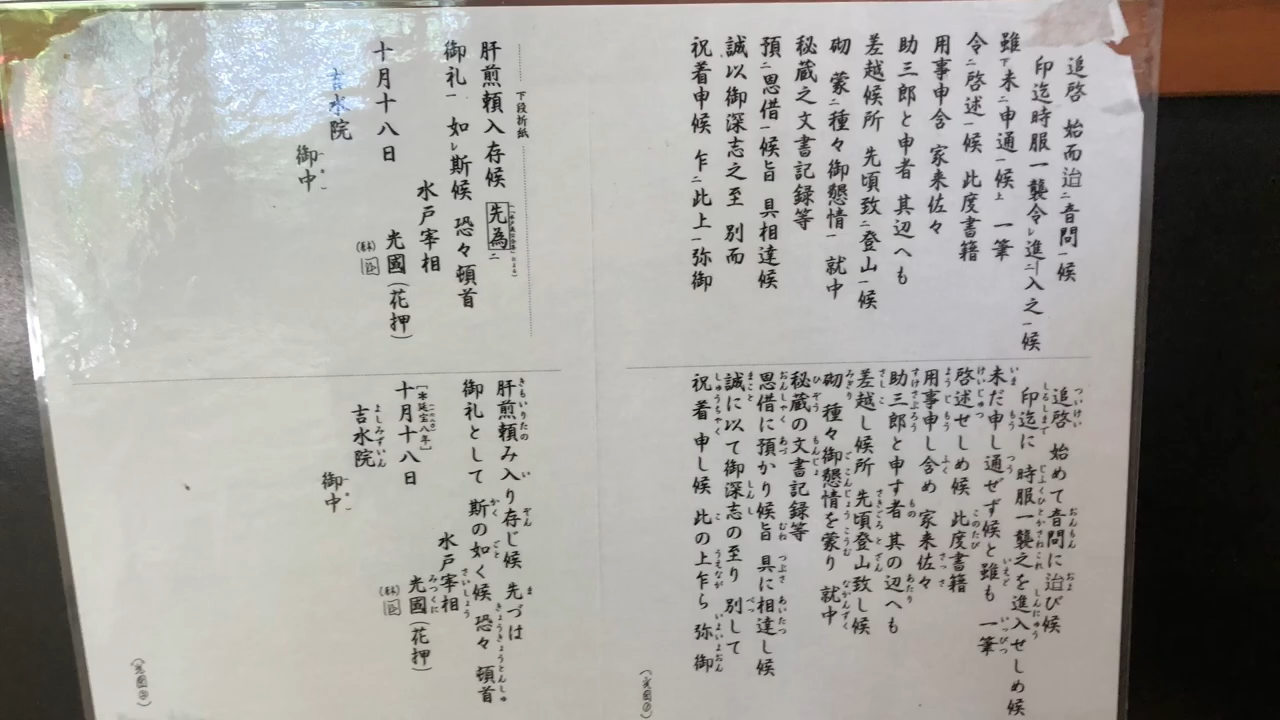 追啓 始而迨ニ音問一候
印迄時服一襲令レ進二入之一候
雖下未ニ申通一候上 一筆
令ニ啓述一候 此度書籍
用事申含 家来佐々
助三郎と申者 其辺へも
差越候所 先頃致ニ登山一候
砌 蒙ニ種々御懇情一 就中
秘蔵之文書記録等
預ニ恩借一候旨 具相達候
誠以御深志之至 別而
祝着申候 乍ニ此上一弥御
下段折紙
肝煎頼入存候 先為ニ
御礼一 如レ斯候 恐々頓首
水戸宰相
光國(花押)
十月十八日
吉水院
御中
追啓 始めて音問に迨び候
印迄に 時服一襲之を進入せしめ候
未だ申し通ぜず候と雖も 一筆
啓述せしめ候 此度書籍
用事申し含め 家来佐々
助三郎と申す者 其の辺へも
差越し候所 先頃登山致し候
砌 種々御懇情を蒙り 就中
秘蔵の文書記録等
恩借に預かり候旨 具に相達し候
誠に以て御深志の至り 別して
祝着申し候 此の上乍ら 弥御
肝煎頼み入り存じ候 先づは
御礼として 斯の如く候 恐々頓首
水戸宰相
光國(花押)
十月十八日
吉水院
御中